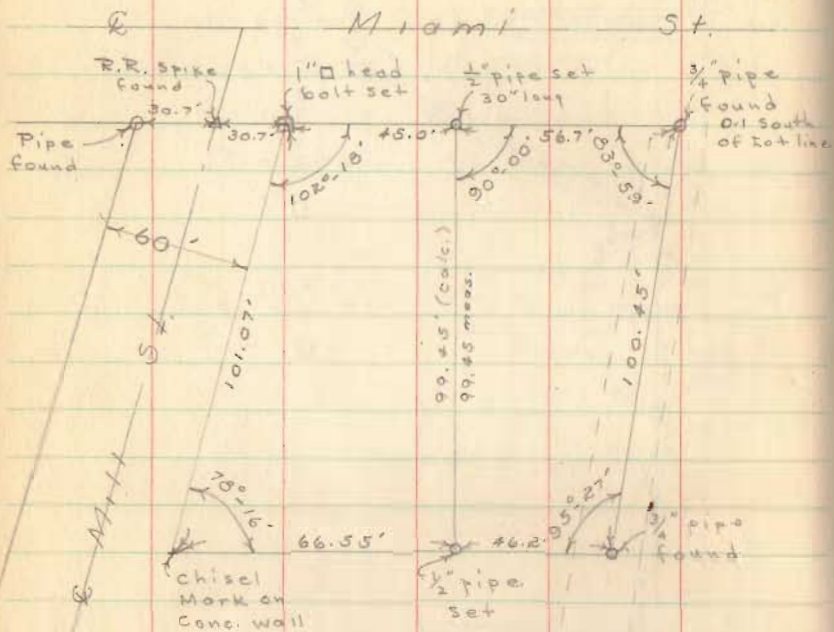 ℄ Miami St.
R.R. spike
found
1"□ head
bolt set
1/2" pipe set
30" long
3/4" pipe
found
0.1 South
of Lot line
Pipe
found
30.7'
30.7'
45.0'
56.7'
102°-18'
90°-00'
83°-59'
60'
101.07'
99.45' (calc.)
99.45 meas.
100.45'
℄ Mill St.
78°-16'
95°-27'
66.55'
46.2'
Chisel
Mark on
Conc. wall
1/2" pipe
set
3/4" pipe
found